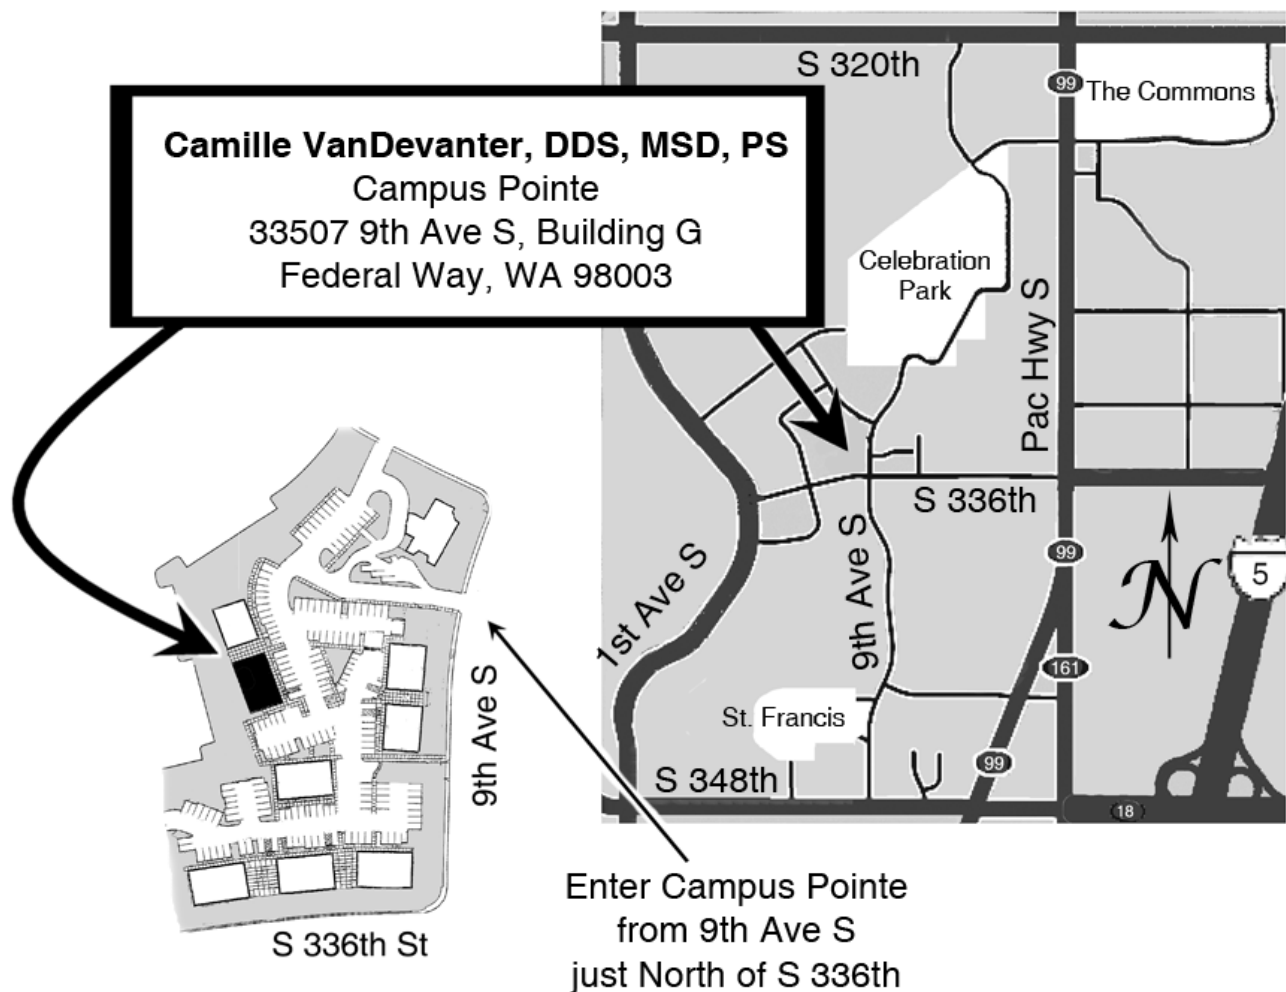 S 320th
99
The Commons
Camille VanDevanter, DDS, MSD, PS
Campus Pointe
33507 9th Ave S, Building G
Federal Way, WA 98003
Celebration
Park
Pac Hwy S
S 336th
1st Ave S
9th Ave S
99
N
5
161
St. Francis
99
S 348th
18
9th Ave S
S 336th St
Enter Campus Pointe
from 9th Ave S
just North of S 336th